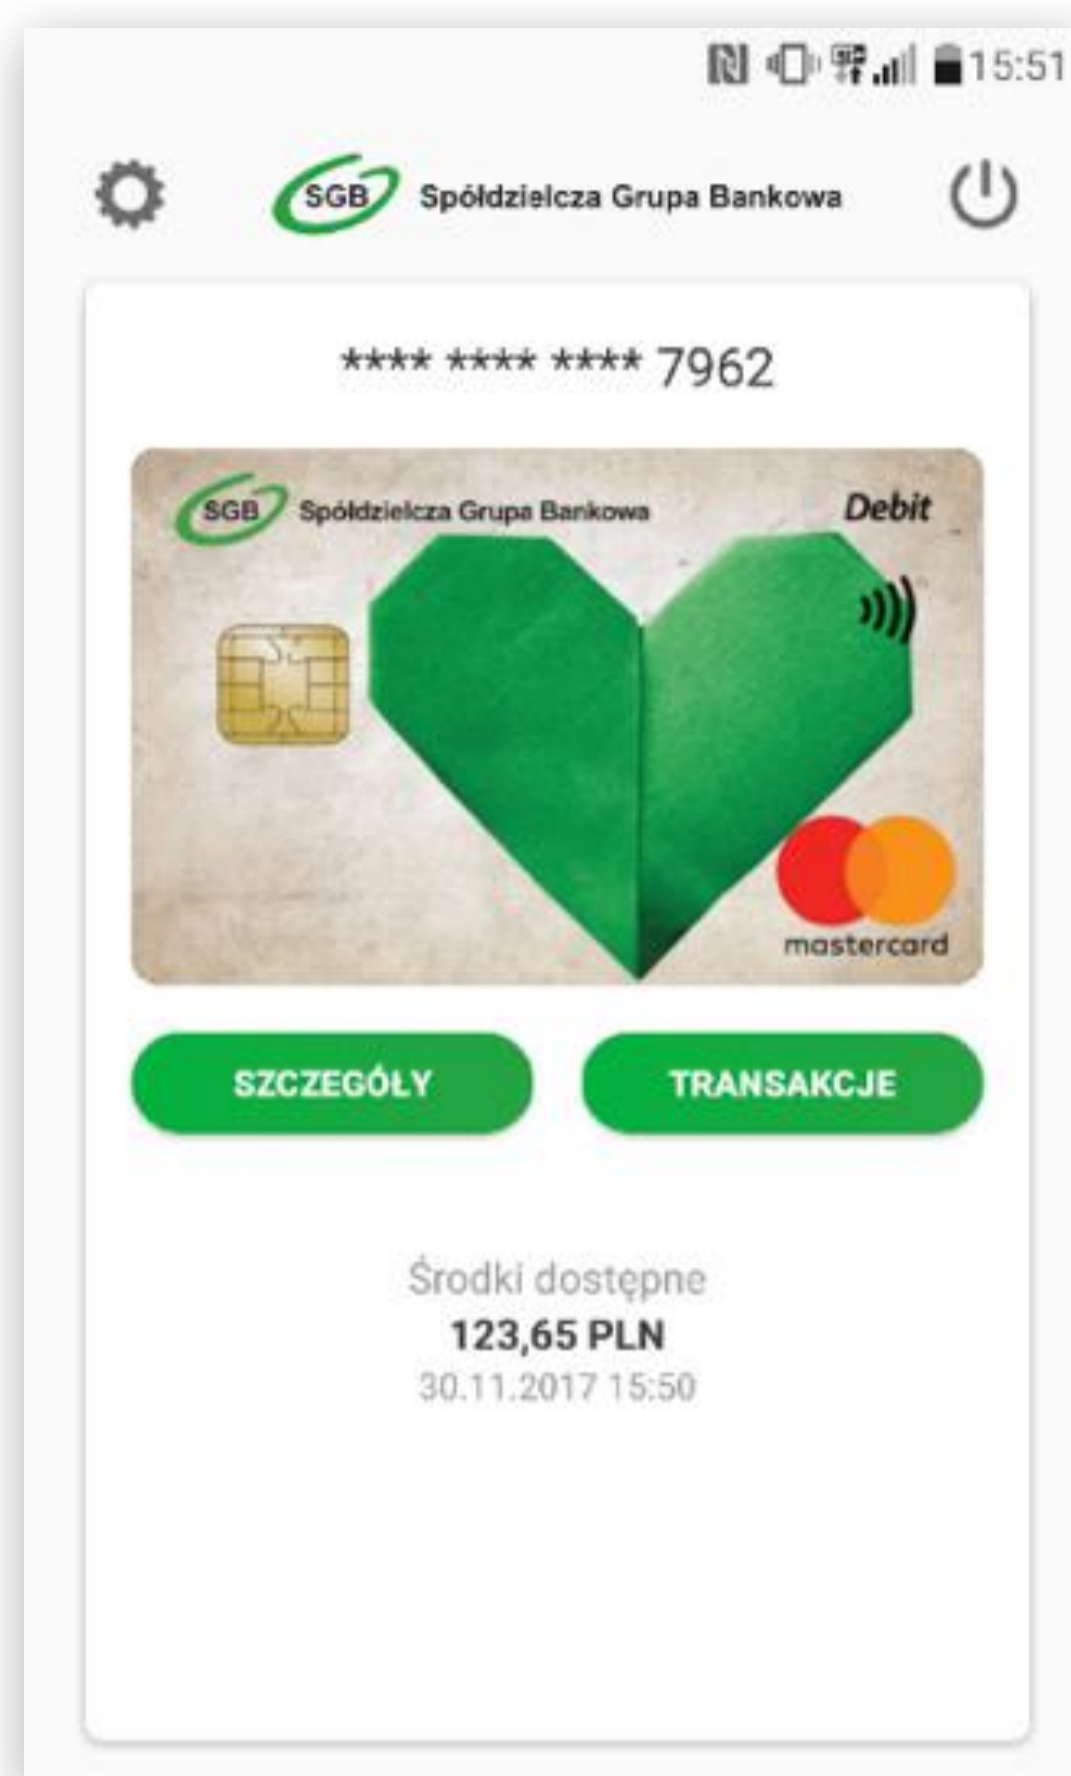 15:51
SGB Spółdzielcza Grupa Bankowa
**** **** **** 7962
SGB Spółdzielcza Grupa Bankowa Debit
mastercard
SZCZEGÓŁY TRANSAKCJE
Środki dostępne
123,65 PLN
30.11.2017 15:50